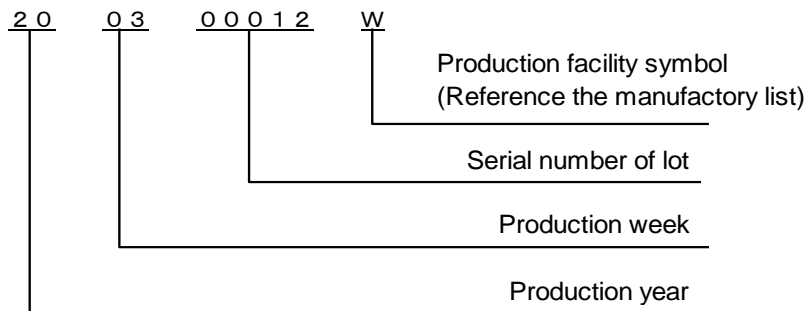 ２０ ０３ ０００１２ W
Production facility symbol
(Reference the manufactory list)
Serial number of lot
Production week
Production year